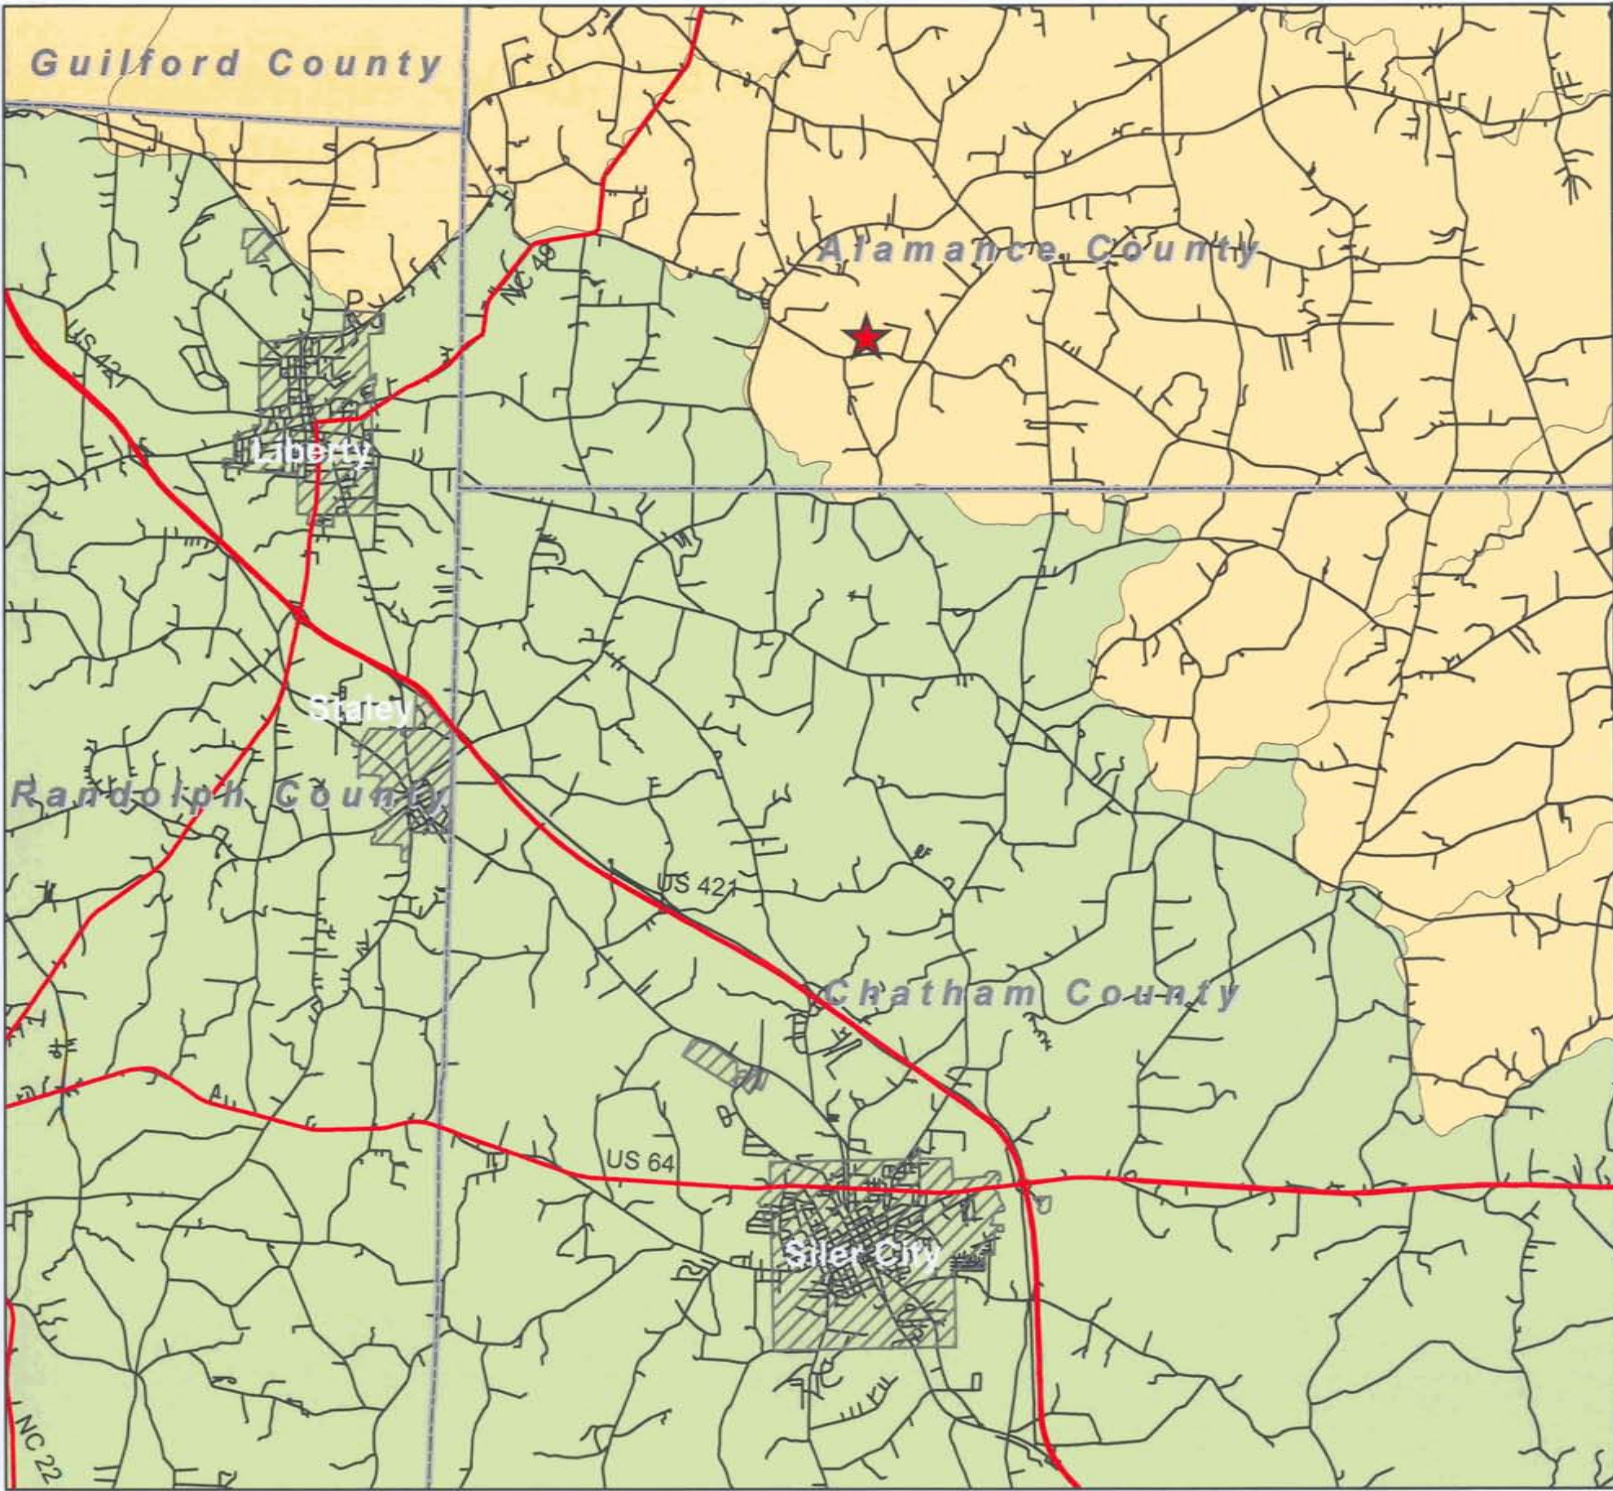 Guilford County
Alamance County
NC 49
US 421
Liberty
Staley
Randolph County
US 421
Chatham County
US 64
Siler City
NC 22